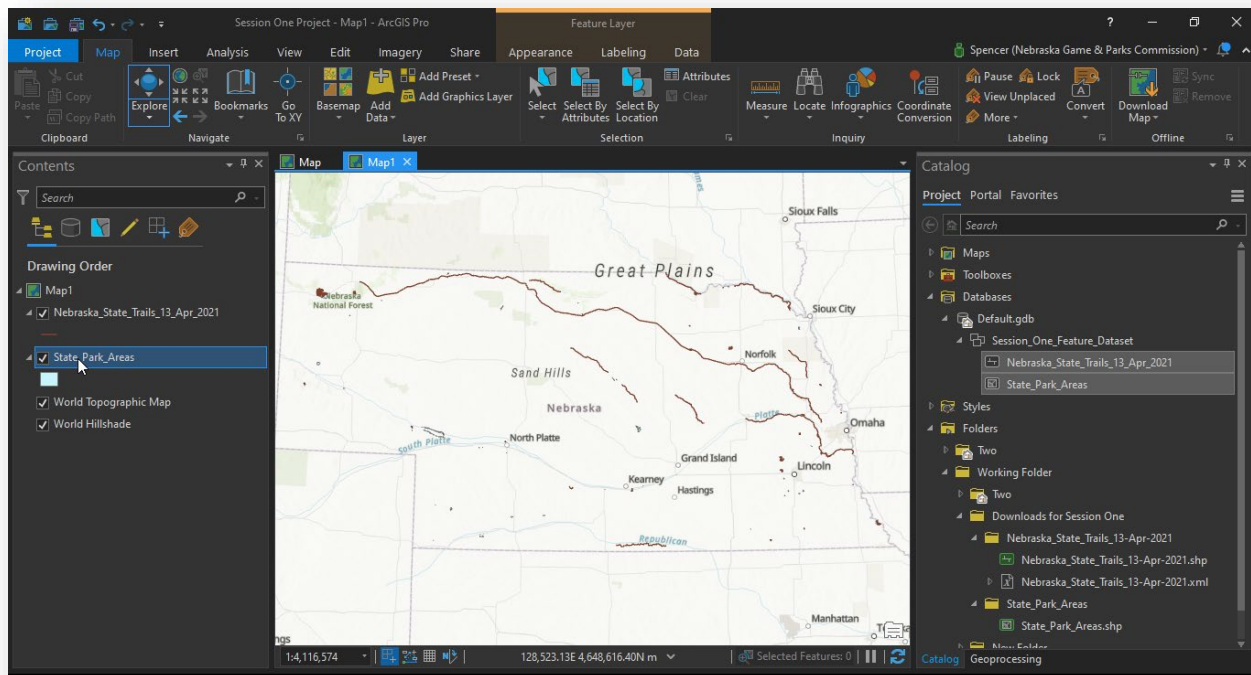 Session One Project - Map1 - ArcGIS Pro
Feature Layer
?
Project Map Insert Analysis View Edit Imagery Share Appearance Labeling Data
Spencer (Nebraska Game & Parks Commission)
Paste
Cut
Copy
Copy Path
Clipboard
Explore
Bookmarks
Go To XY
Navigate
Basemap
Add Data
Add Preset
Add Graphics Layer
Layer
Select
Select By Attributes
Select By Location
Attributes
Clear
Selection
Measure
Locate
Infographics
Coordinate Conversion
Inquiry
Pause
Lock
View Unplaced
More
Convert
Labeling
Download Map
Sync
Remove
Offline
Contents
Search
Drawing Order
Map1
Nebraska_State_Trails_13_Apr_2021
State_Park_Areas
World Topographic Map
World Hillshade
Map
Map1
Sioux Falls
Great Plains
Nebraska
National Forest
Sioux City
Norfolk
Sand Hills
Nebraska
Platte
Omaha
South Platte
North Platte
Grand Island
Lincoln
Kearney
Hastings
Republican
Manhattan
ngs
1:4,116,574
128,523.13E 4,648,616.40N m
Selected Features: 0
Catalog
Project Portal Favorites
Search
Maps
Toolboxes
Databases
Default.gdb
Session_One_Feature_Dataset
Nebraska_State_Trails_13_Apr_2021
State_Park_Areas
Styles
Folders
Two
Working Folder
Two
Downloads for Session One
Nebraska_State_Trails_13-Apr-2021
Nebraska_State_Trails_13-Apr-2021.shp
Nebraska_State_Trails_13-Apr-2021.xml
State_Park_Areas
State_Park_Areas.shp
New Folder
Catalog Geoprocessing